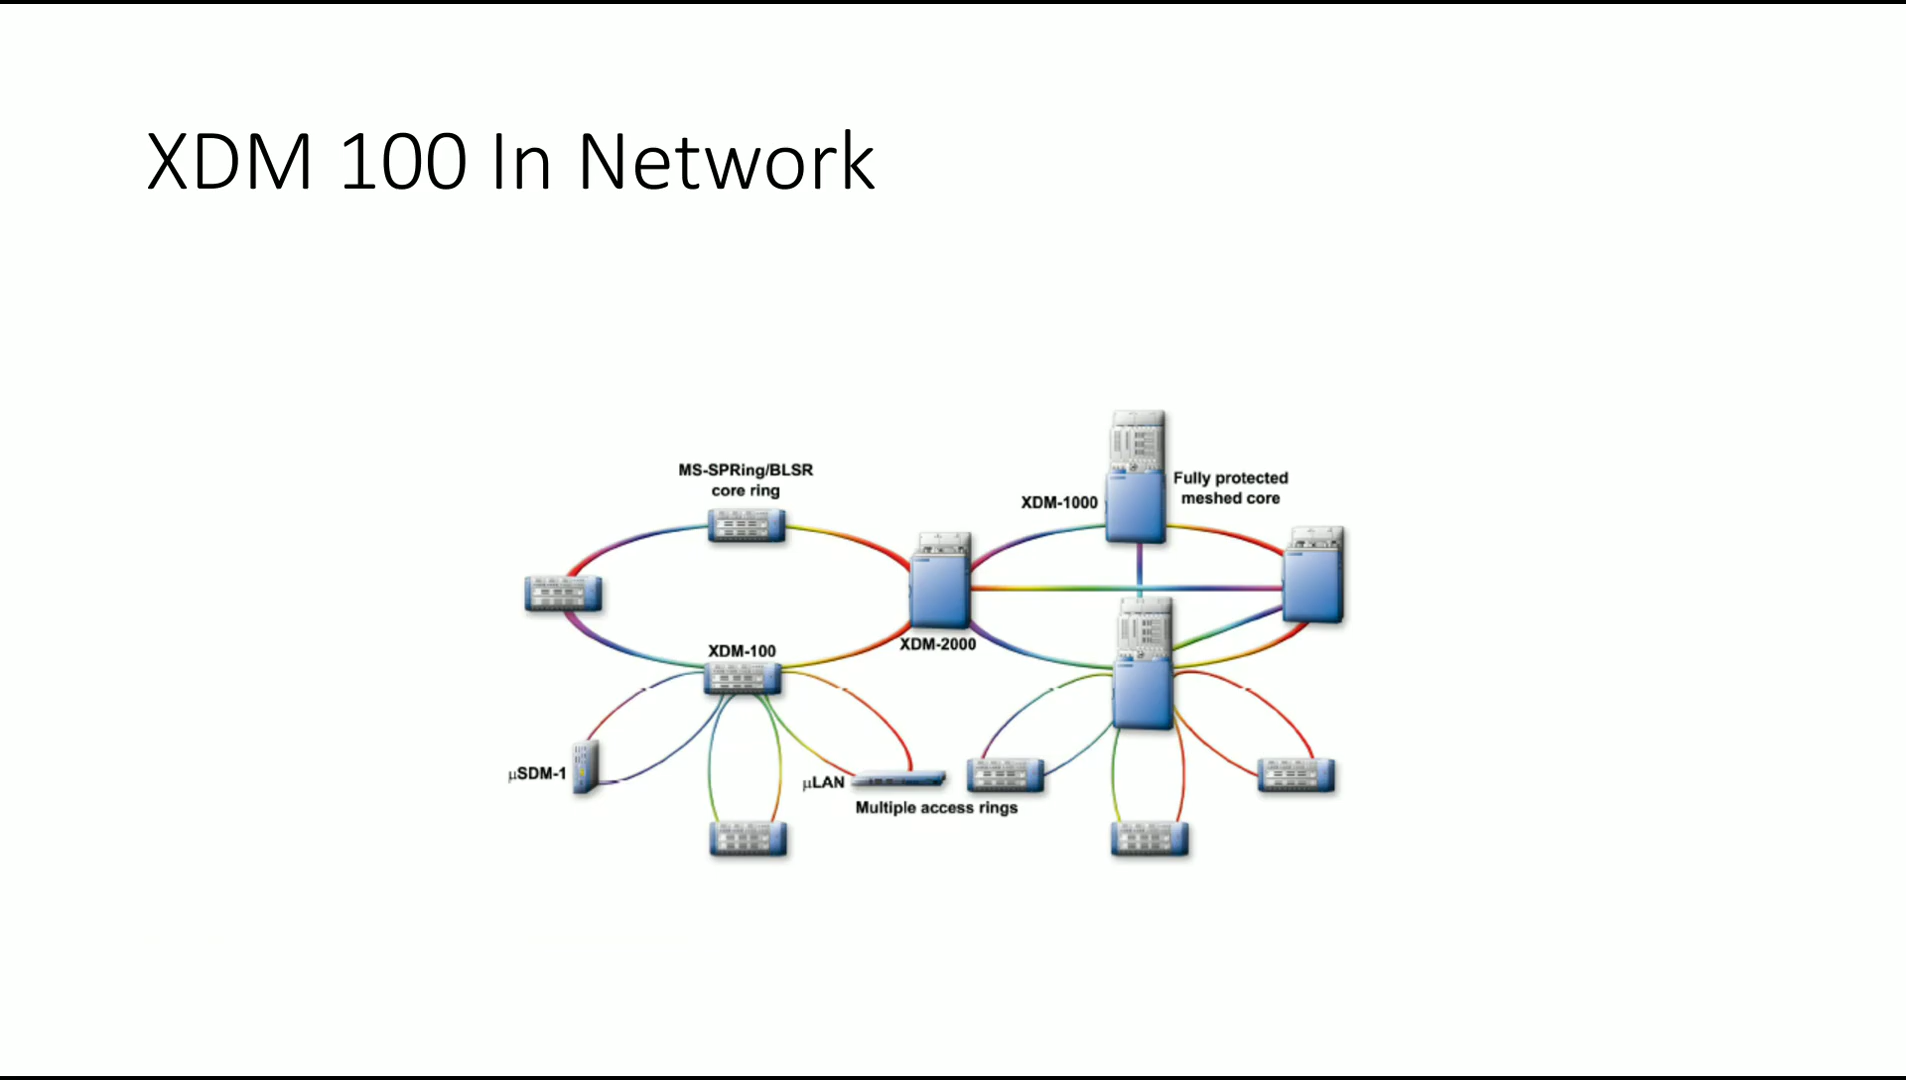 XDM 100 In Network
MS-SPRing/BLSR
core ring
XDM-1000
Fully protected
meshed core
XDM-100
XDM-2000
μSDM-1
μLAN
Multiple access rings